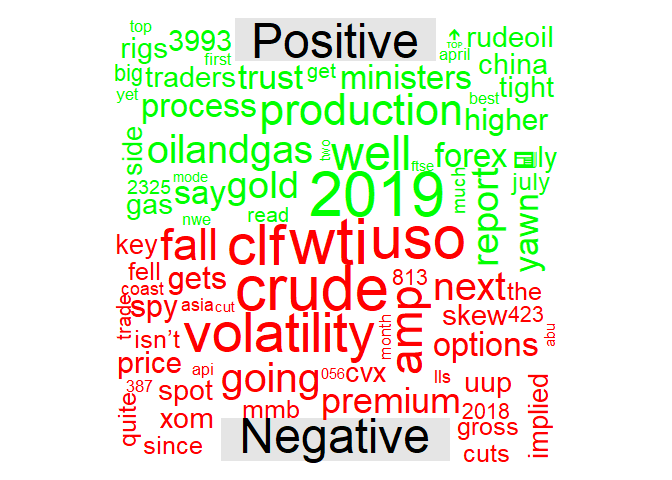 top
rigs 3993 Positive TOP rudeoil
first april
big traders trust get ministers china
yet process production best tight
higher
side oilandgas two well ftse forex ly
2325 mode say gold 2019 much report july
gas nwe read yawn
key fall clf wti uso
fell gets crude 813 next the
coast
trade spy asia cut amp skew 423
isn’t volatility month options abu
price api going 056 cvx lls uup
387 spot premium 2018 implied
quite xom mmb gross
since Negative cuts